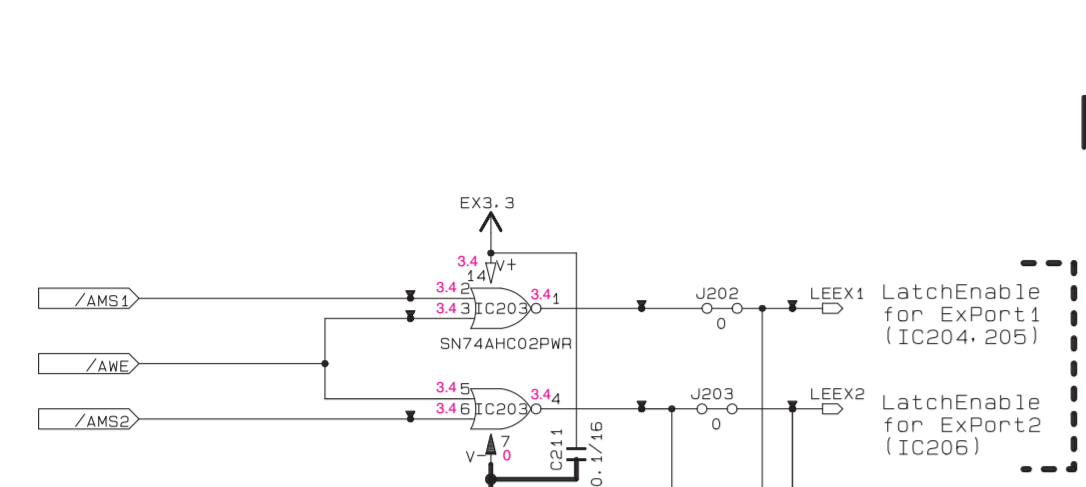 EX3.3
3.4
V+
14
/AMS1
3.4 2
3.4 3
IC203
3.4 1
J202
0
LEEX1
LatchEnable
for ExPort1
(IC204,205)
SN74AHC02PWR
/AWE
3.4 5
3.4 6
IC203
3.4 4
J203
0
LEEX2
LatchEnable
for ExPort2
(IC206)
/AMS2
V-
7
0
C211
0.1/16